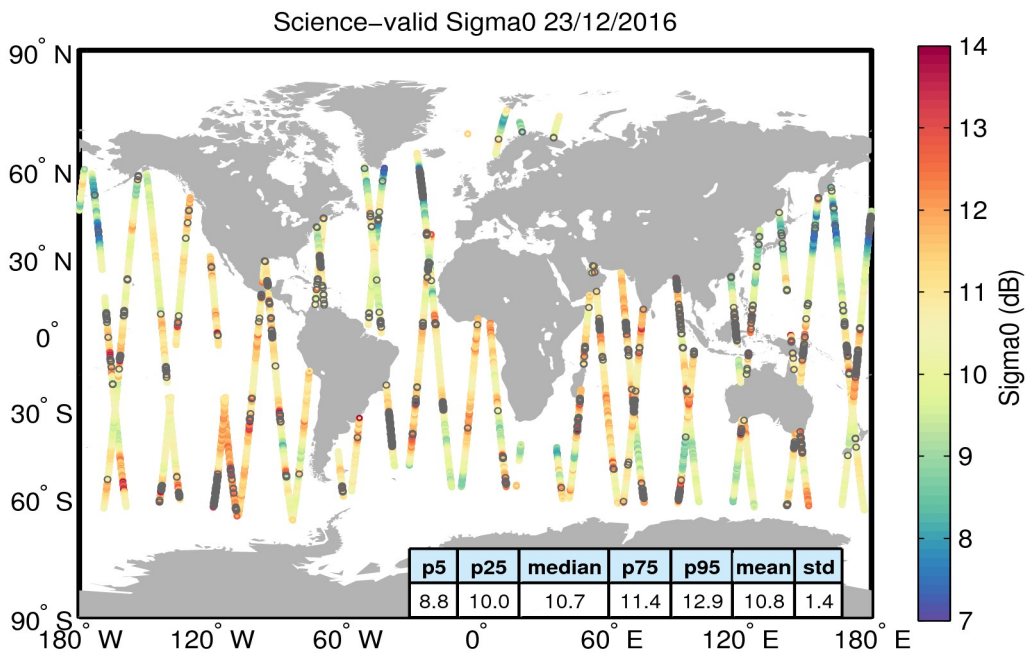 Science−valid Sigma0 23/12/2016
90° N
60° N
30° N
0°
30° S
60° S
90° S
180° W
120° W
60° W
0°
60° E
120° E
180° E
p5 p25 median p75 p95 mean std
8.8 10.0 10.7 11.4 12.9 10.8 1.4
14
13
12
11
10
9
8
7
Sigma0 (dB)